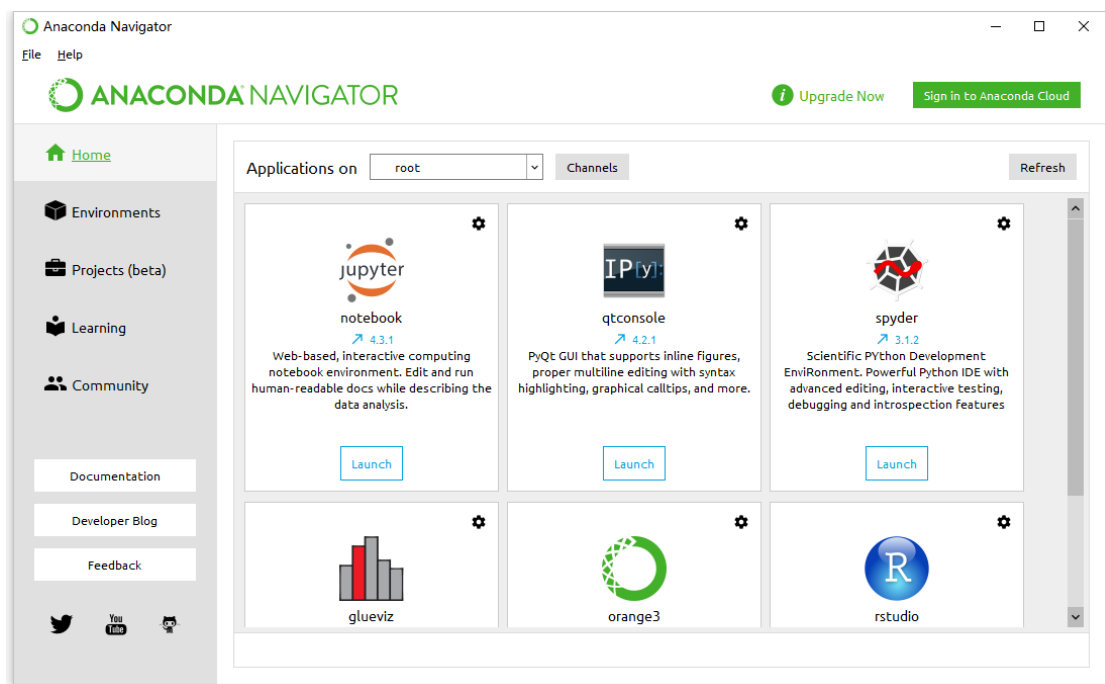 Anaconda Navigator
File Help
ANACONDA NAVIGATOR
i Upgrade Now
Sign in to Anaconda Cloud
Home
Environments
Projects (beta)
Learning
Community
Documentation
Developer Blog
Feedback
You
Tube
Applications on root Channels Refresh
jupyter
notebook
4.3.1
Web-based, interactive computing
notebook environment. Edit and run
human-readable docs while describing the
data analysis.
Launch
IP[y]:
qtconsole
4.2.1
PyQt GUI that supports inline figures,
proper multiline editing with syntax
highlighting, graphical calltips, and more.
Launch
spyder
3.1.2
Scientific PYthon Development
EnviRonment. Powerful Python IDE with
advanced editing, interactive testing,
debugging and introspection features
Launch
glueviz
orange3
R
rstudio